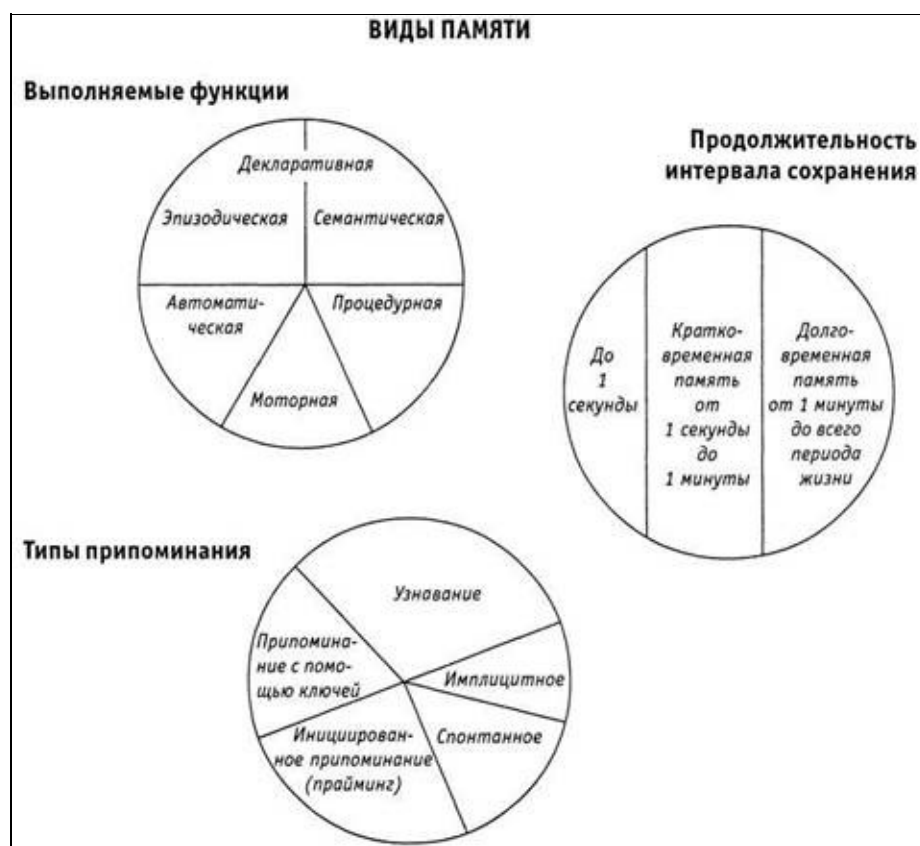 ВИДЫ ПАМЯТИ
Выполняемые функции
Декларативная
Эпизодическая
Семантическая
Автомати-
ческая
Процедурная
Моторная
Продолжительность
интервала сохранения
До
1
секунды
Кратко-
временная
память
от
1 секунды
до
1 минуты
Долго-
временная
память
от 1 минуты
до всего
периода
жизни
Типы припоминания
Узнавание
Припомина-
ние с помо-
щью ключей
Имплицитное
Инициирован-
ное припоминание
(прайминг)
Спонтанное